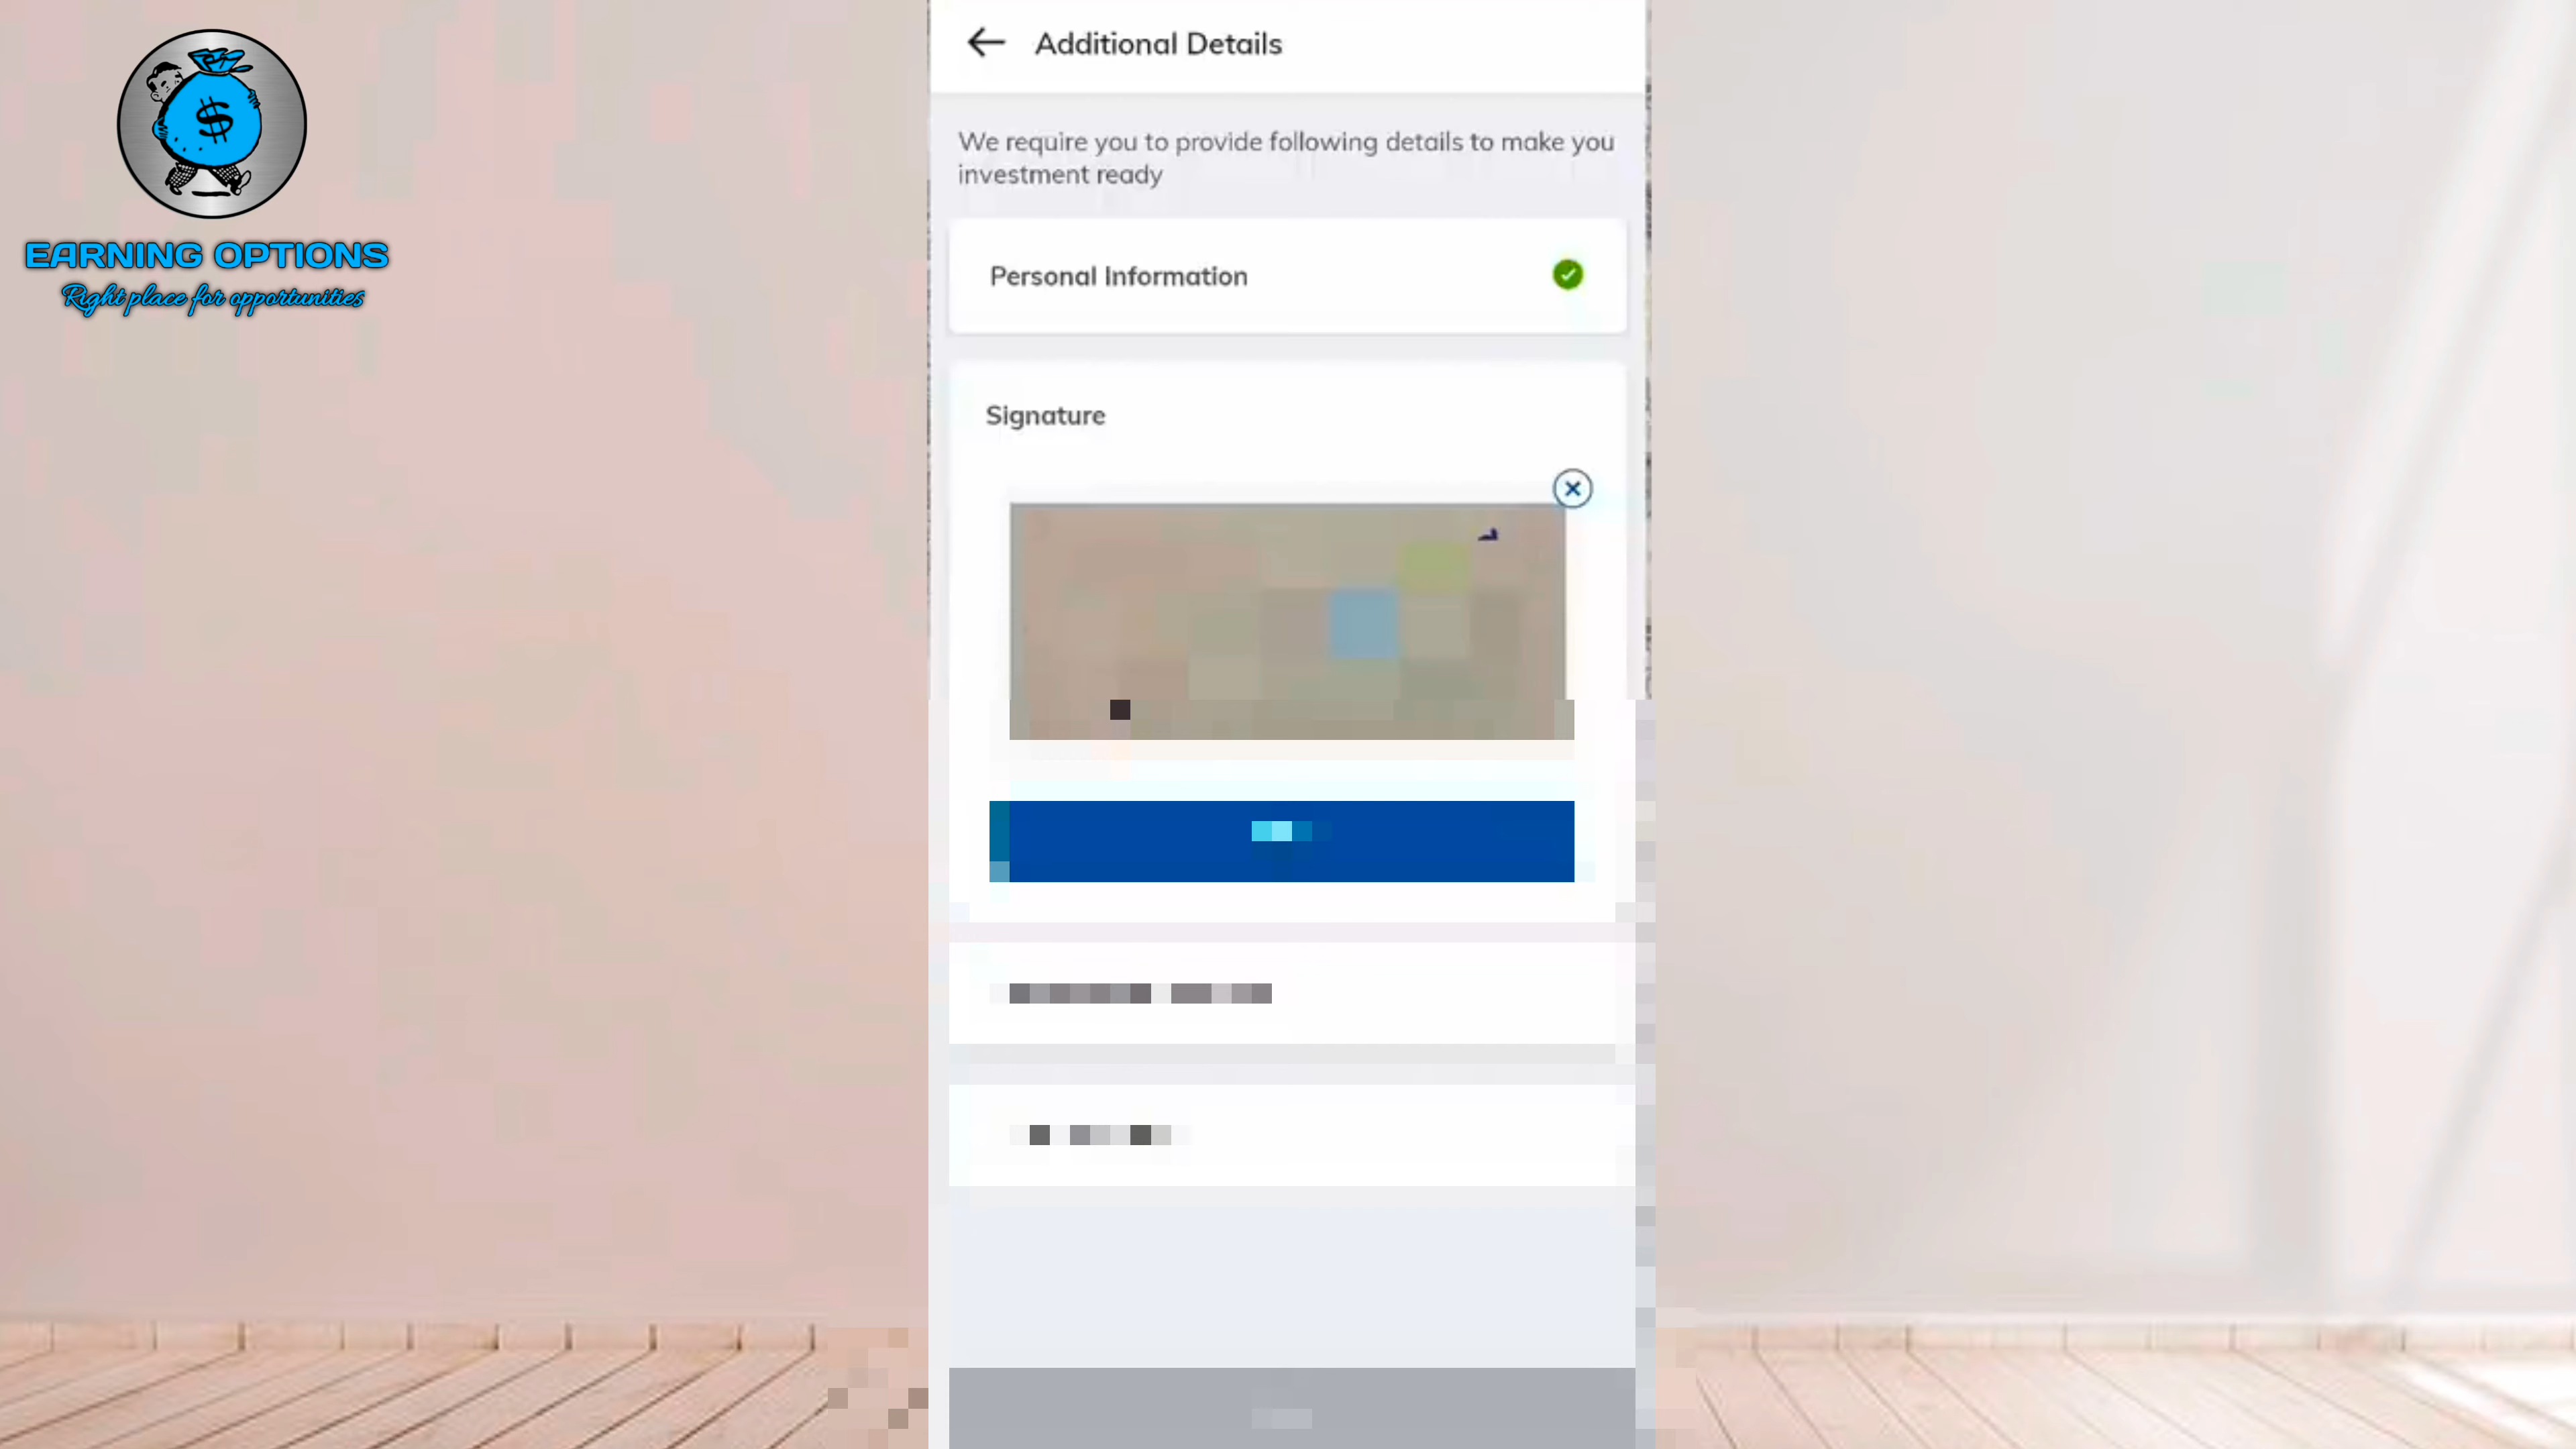 EARNING OPTIONS
Right place for opportunities
Additional Details
We require you to provide following details to make you
investment ready
Personal Information
Signature